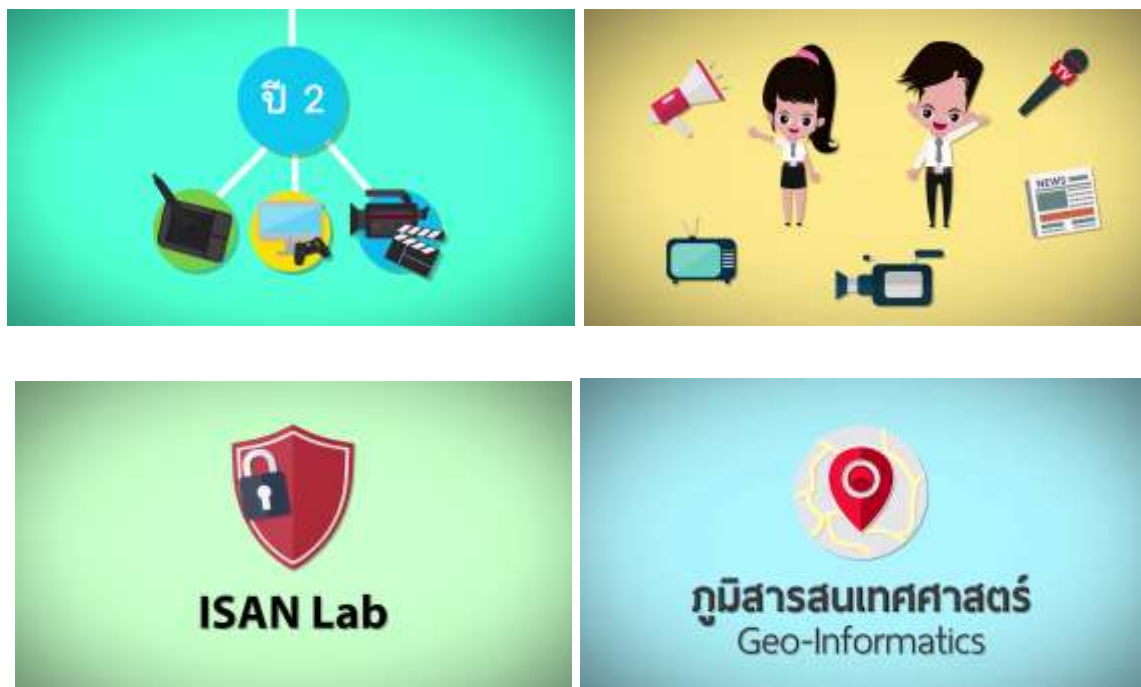 ปี 2
TV
NEWS
ISAN Lab
ภูมิสารสนเทศศาสตร์
Geo-Informatics